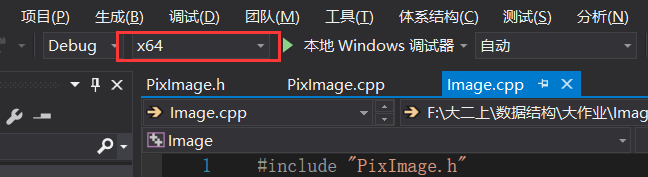 项目(P) 生成(B) 调试(D) 团队(M) 工具(T) 体系结构(C) 测试(S) 分析(N)
Debug x64 本地 Windows 调试器 自动
PixImage.h PixImage.cpp Image.cpp
Image.cpp F:\大二上\数据结构\大作业\Imag
Image
1 #include "PixImage.h"